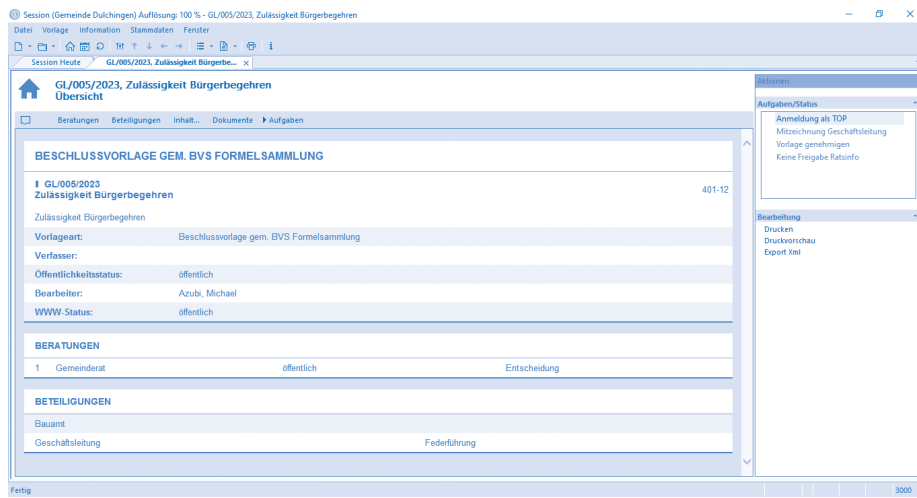 Session (Gemeinde Dulchingen) Auflösung: 100 % - GL/005/2023, Zulässigkeit Bürgerbegehren
Datei Vorlage Information Stammdaten Fenster
Session Heute GL/005/2023, Zulässigkeit Bürgerbe... x
GL/005/2023, Zulässigkeit Bürgerbegehren
Übersicht
Beratungen Beteiligungen Inhalt... Dokumente Aufgaben
BESCHLUSSVORLAGE GEM. BVS FORMELSAMMLUNG
GL/005/2023 401-12
Zulässigkeit Bürgerbegehren
Zulässigkeit Bürgerbegehren
Vorlageart: Beschlussvorlage gem. BVS Formelsammlung
Verfasser:
Öffentlichkeitsstatus: öffentlich
Bearbeiter: Azubi, Michael
WWW-Status: öffentlich
BERATUNGEN
1 Gemeinderat öffentlich Entscheidung
BETEILIGUNGEN
Bauamt
Geschäftsleitung Federführung
Aktionen
Aufgaben/Status
Anmeldung als TOP
Mitzeichnung Geschäftsleitung
Vorlage genehmigen
Keine Freigabe Ratsinfo
Bearbeitung
Drucken
Druckvorschau
Export Xml
Fertig 3000